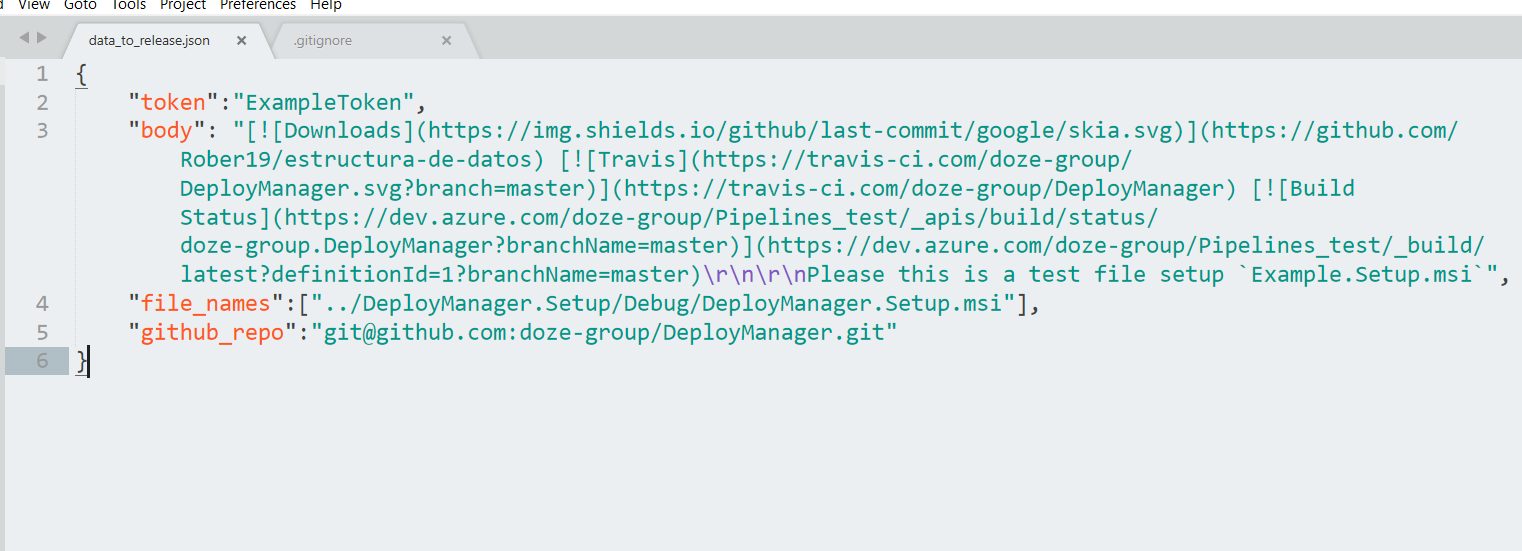 View Goto Tools Project Preferences Help
data_to_release.json × .gitignore ×
1 {
2 "token":"ExampleToken",
3 "body": "[![Downloads](https://img.shields.io/github/last-commit/google/skia.svg)](https://github.com/
Rober19/estructura-de-datos) [![Travis](https://travis-ci.com/doze-group/
DeployManager.svg?branch=master)](https://travis-ci.com/doze-group/DeployManager) [![Build
Status](https://dev.azure.com/doze-group/Pipelines_test/_apis/build/status/
doze-group.DeployManager?branchName=master)](https://dev.azure.com/doze-group/Pipelines_test/_build/
latest?definitionId=1?branchName=master)\r\n\r\nPlease this is a test file setup `Example.Setup.msi`",
4 "file_names":["../DeployManager.Setup/Debug/DeployManager.Setup.msi"],
5 "github_repo":"git@github.com:doze-group/DeployManager.git"
6 }